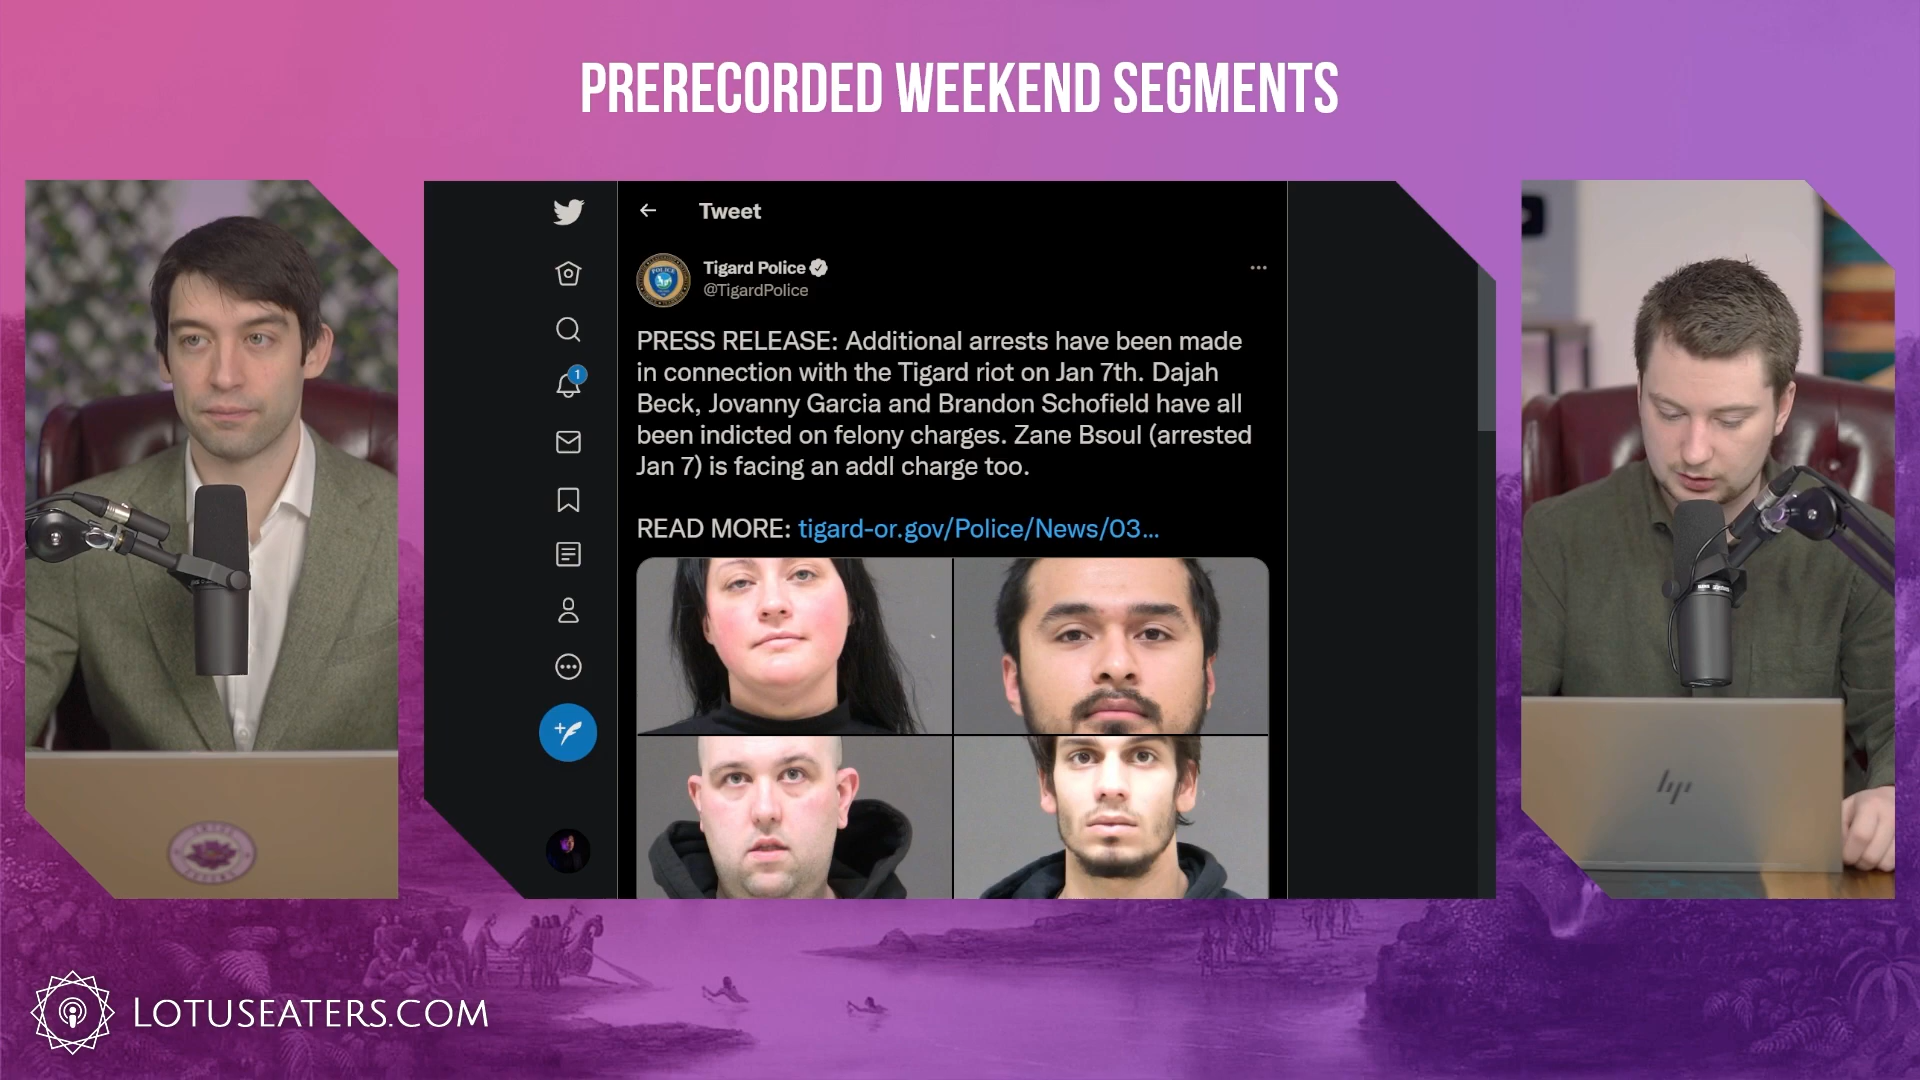 PRERECORDED WEEKEND SEGMENTS
Tweet
Tigard Police
@TigardPolice
1
PRESS RELEASE: Additional arrests have been made
in connection with the Tigard riot on Jan 7th. Dajah
Beck, Jovanny Garcia and Brandon Schofield have all
been indicted on felony charges. Zane Bsoul (arrested
Jan 7) is facing an addl charge too.
READ MORE: tigard-or.gov/Police/News/03...
hp
LOTUSEATERS.COM